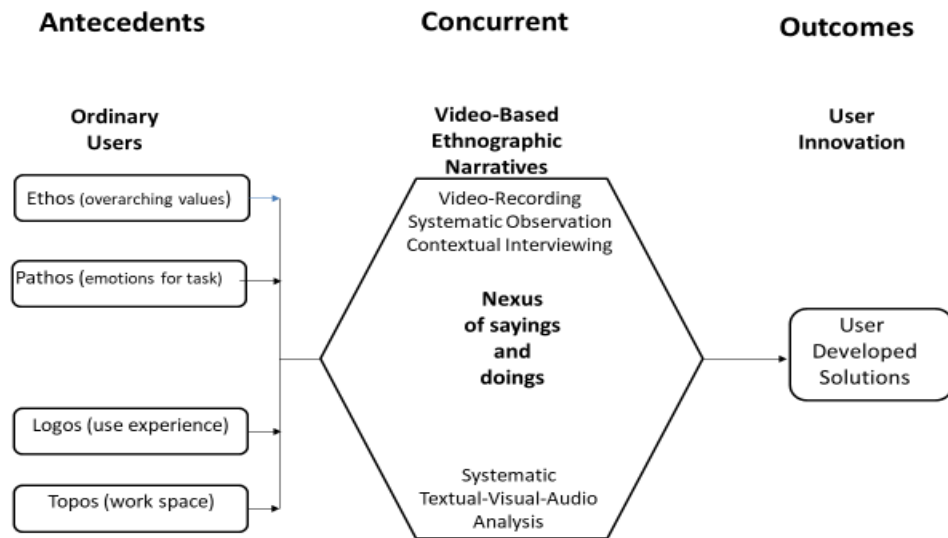 Antecedents
Concurrent
Outcomes
Ordinary
Users
Video-Based
Ethnographic
Narratives
User
Innovation
Ethos (overarching values)
Pathos (emotions for task)
Logos (use experience)
Topos (work space)
Video-Recording
Systematic Observation
Contextual Interviewing
Nexus
of sayings
and
doings
Systematic
Textual-Visual-Audio
Analysis
User
Developed
Solutions